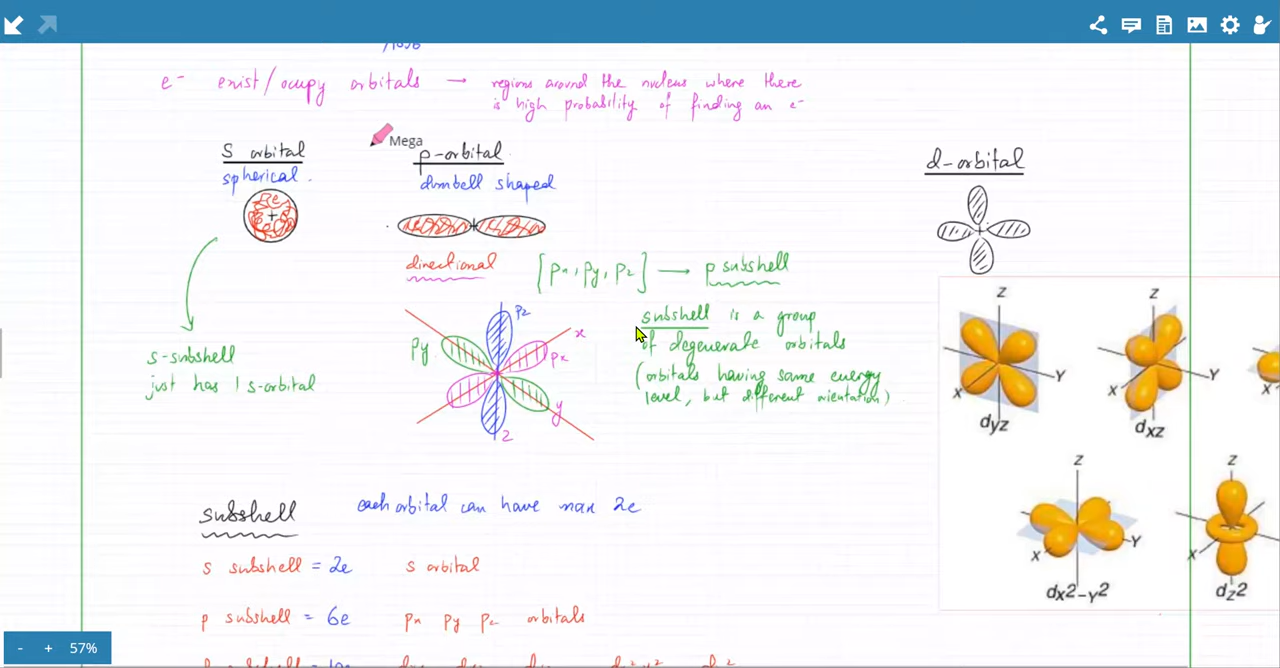 e⁻ exist/ocupy orbitals → regions around the nucleus where there
is high probability of finding an e⁻
Mega
S orbital
spherical.
p-orbital
dumbell shaped
d-orbital
directional
[px, py, pz] → p subshell
subshell is a group
of degenerate orbitals
(orbitals having same energy
level, but different orientation).
s-subshell
just has 1 s-orbital
pz
x
py
px
y
z
Z
Y
X
dyz
Z
Y
X
dxz
X
Z
Y
X
dx2-y2
Z
X
dz2
subshell
each orbital can have max 2e
s subshell = 2e s orbital
p subshell = 6e px py pz orbitals
- + 57%